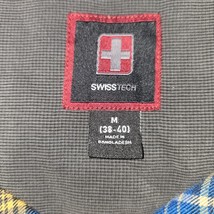 SWISSTECH
M
(38-40)
MADE IN
BANGLADESH